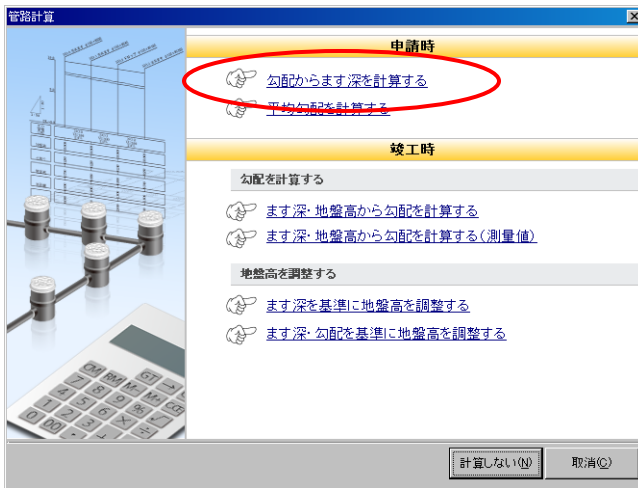 管路計算
申請時
勾配からます深を計算する
平均勾配を計算する
竣工時
勾配を計算する
ます深・地盤高から勾配を計算する
ます深・地盤高から勾配を計算する(測量値)
地盤高を調整する
ます深を基準に地盤高を調整する
ます深・勾配を基準に地盤高を調整する
計算しない(N)
取消(C)